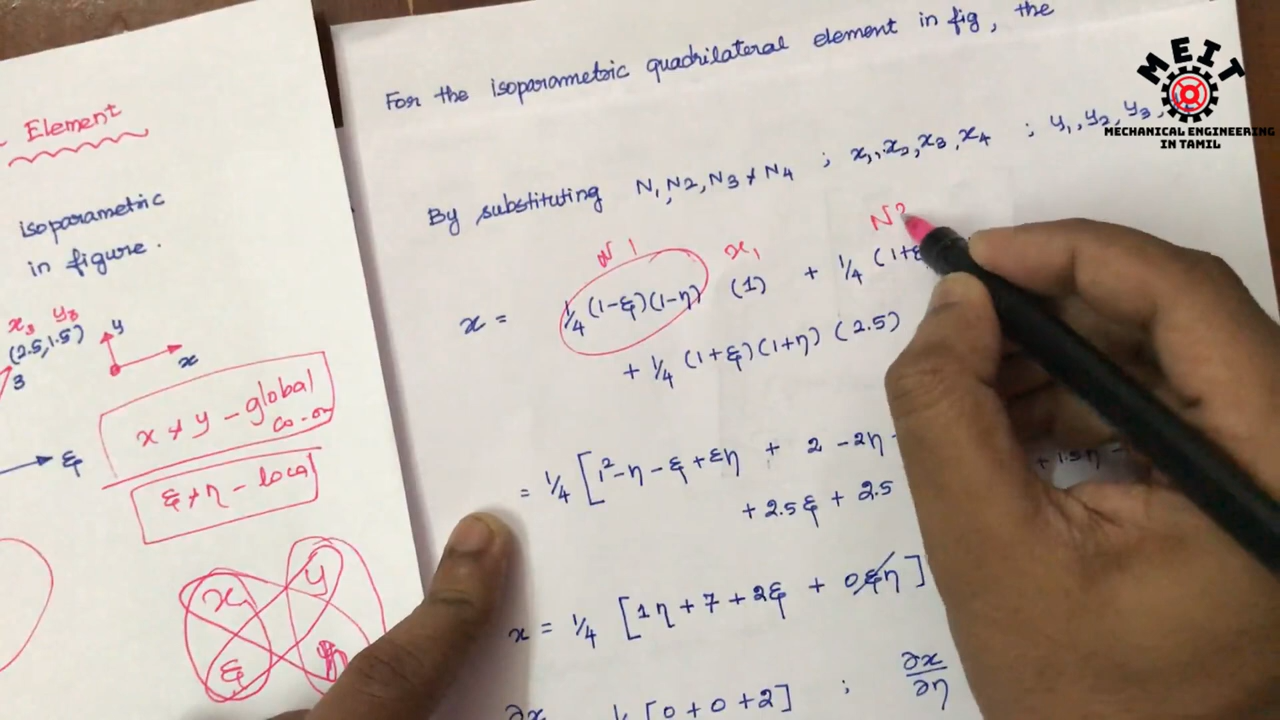 Element
isoparametric
in figure.
x3 y3
(2.5,1.5)
3
y
x
x & y - global
co-or
ξ
ξ & η - local
x
y
ξ
η
For the isoparametric quadrilateral element in fig, the
By substituting N1, N2, N3 & N4 ; x1, x2, x3, x4 ; y1, y2, y3,
N1 x1 N2
x = 1/4 (1-ξ)(1-η) (1) + 1/4 (1+ξ
+ 1/4 (1+ξ)(1+η) (2.5)
= 1/4 [1²-η-ξ+ξη + 2 -2η - + 1.5η -
+ 2.5ξ + 2.5
x = 1/4 [1η + 7 + 2ξ + 0ξη]
∂x [0+0+2] ; ∂x/∂η
MEIT
MECHANICAL ENGINEERING
IN TAMIL